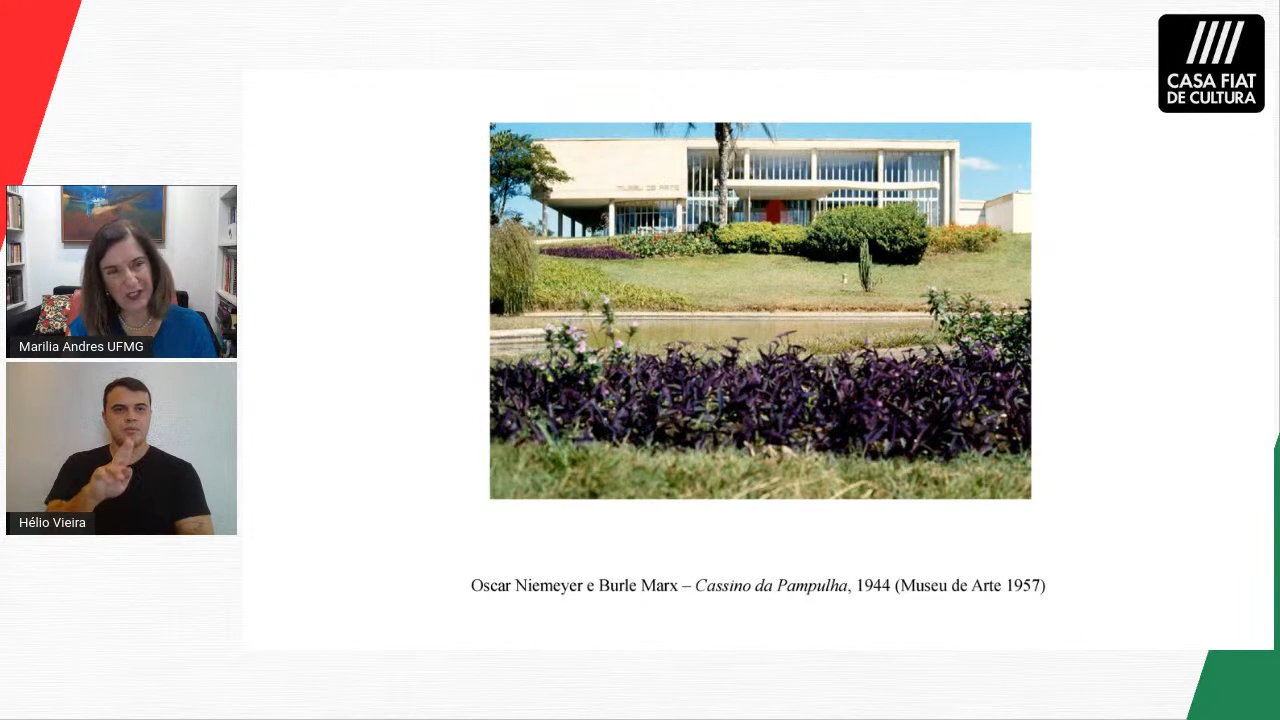 CASA FIAT
DE CULTURA
MUSEU DE ARTE
Marilia Andres UFMG
Hélio Vieira
Oscar Niemeyer e Burle Marx – Cassino da Pampulha, 1944 (Museu de Arte 1957)